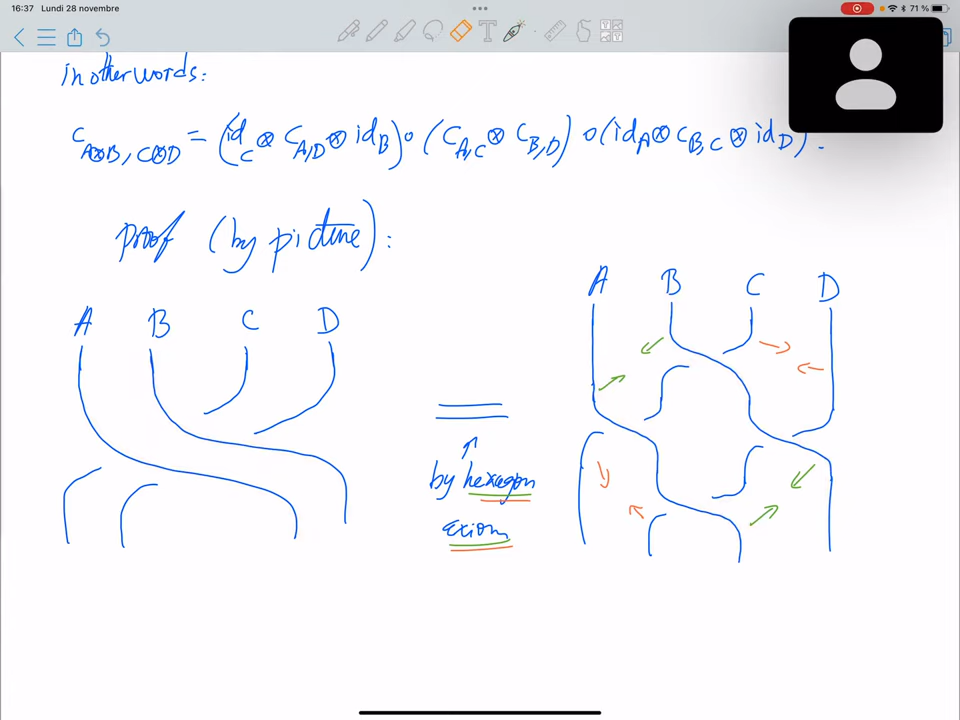 16:37 Lundi 28 novembre
71 %
in other words:
c_{A⊗B, C⊗D} = (id_C ⊗ c_{A,D} ⊗ id_B) ∘ (c_{A,C} ⊗ c_{B,D}) ∘ (id_A ⊗ c_{B,C} ⊗ id_D).
proof (by picture):
A B C D
A B C D
by hexagon
axiom